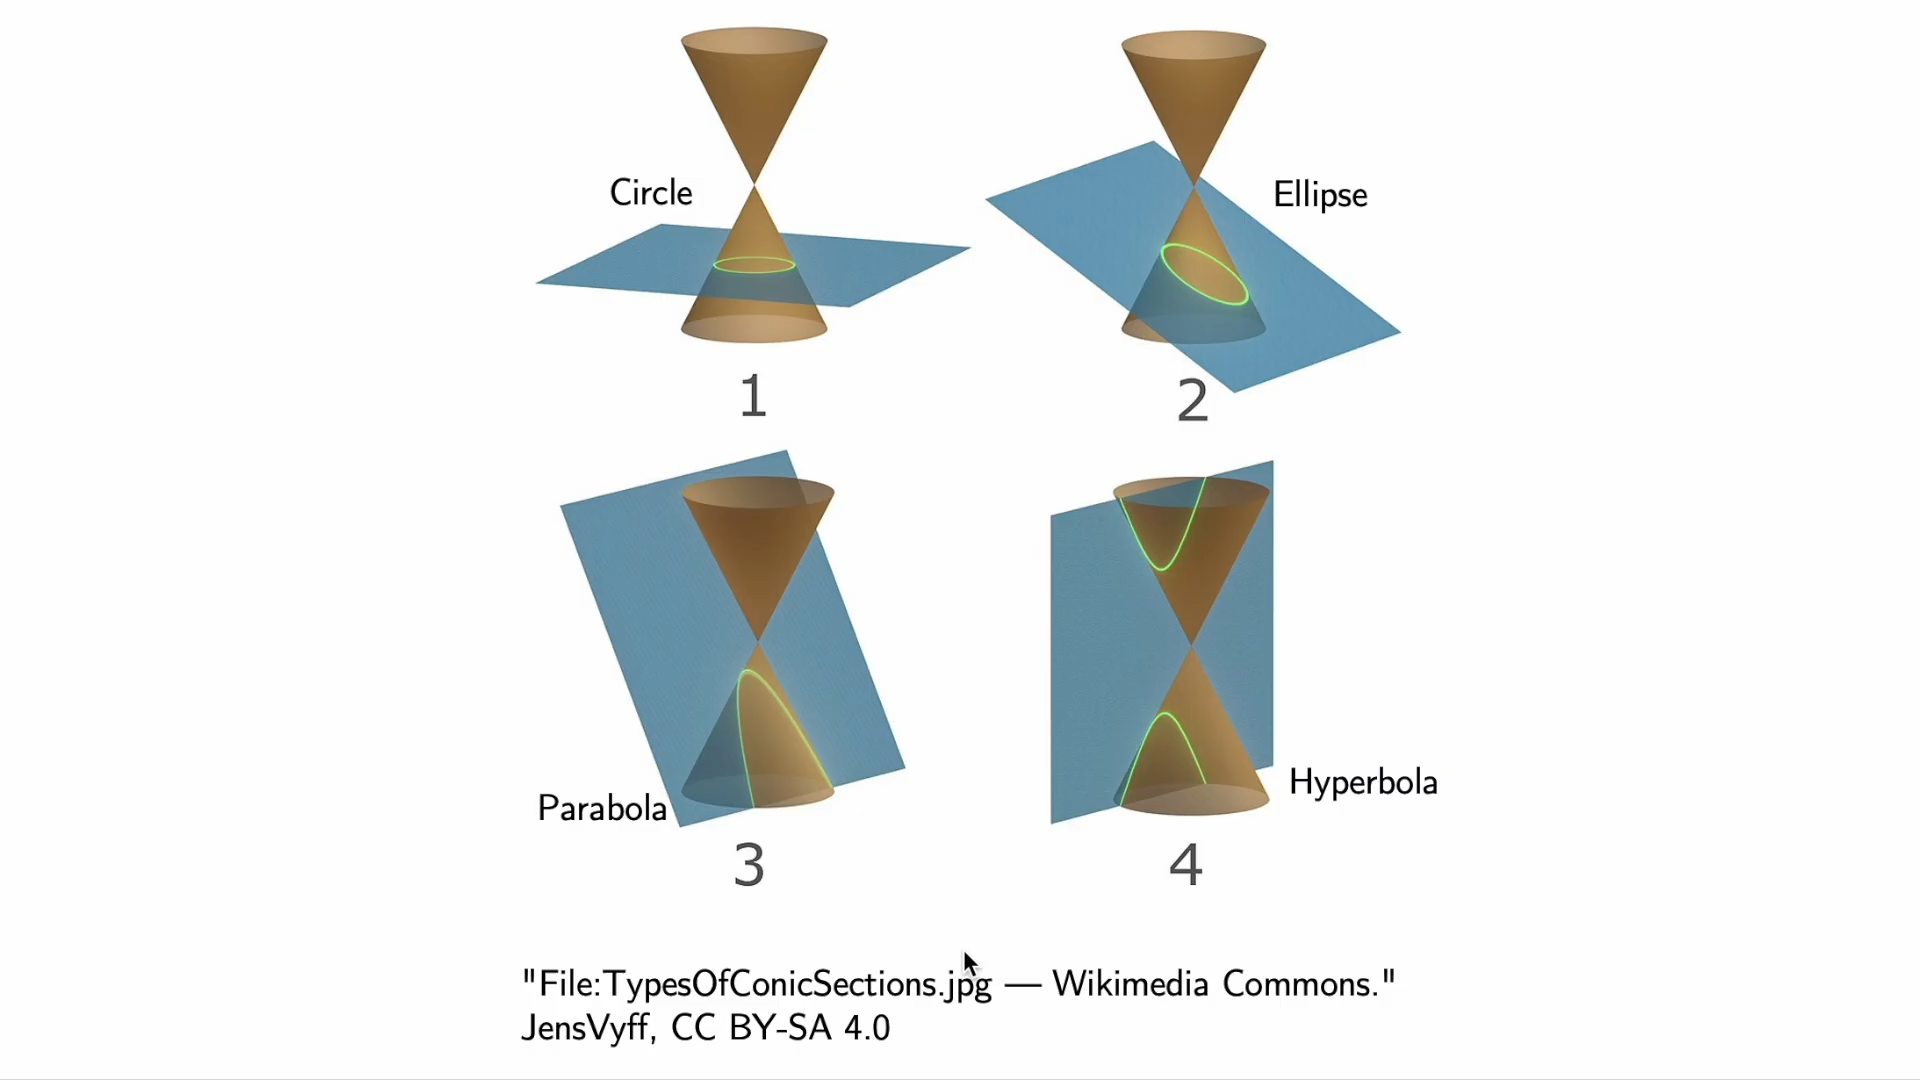 Circle
Ellipse
1
2
Parabola
Hyperbola
3
4
"File:TypesOfConicSections.jpg — Wikimedia Commons."
JensVyff, CC BY-SA 4.0